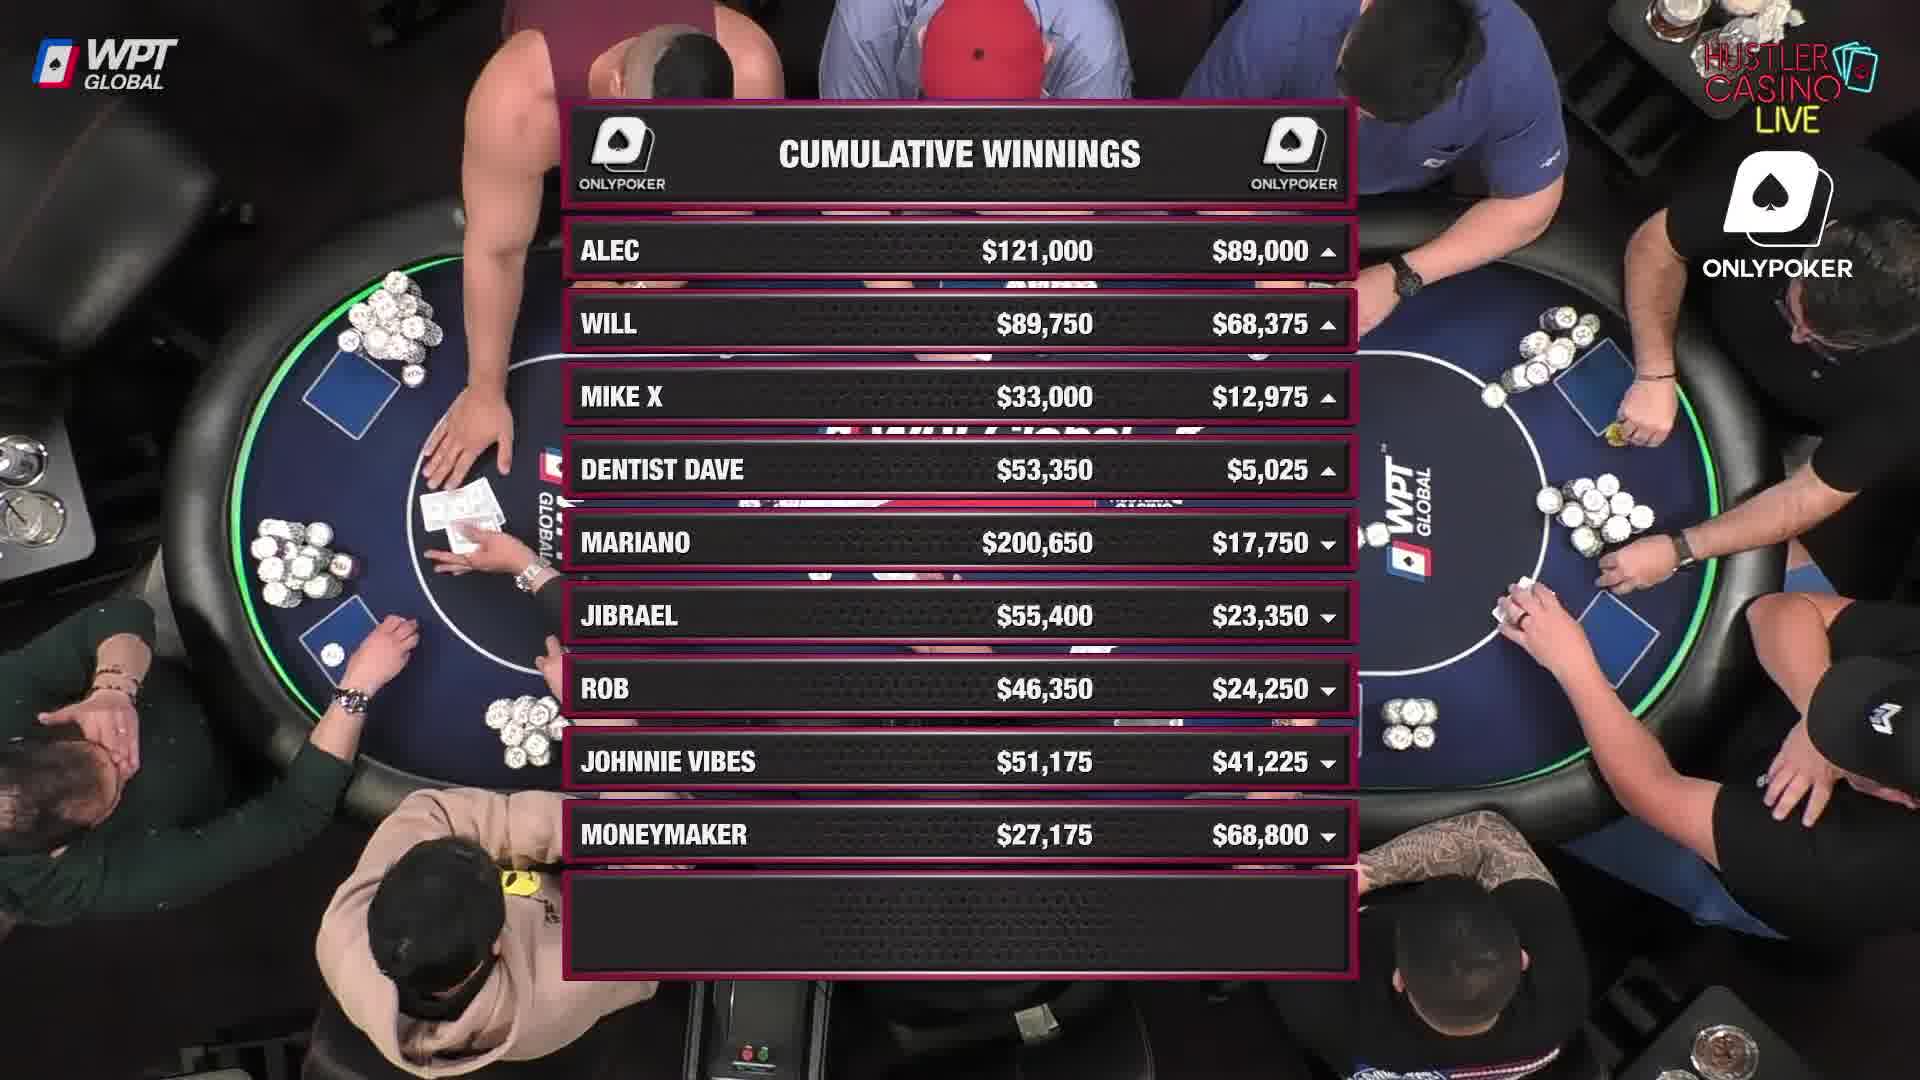 WPT
GLOBAL
HUSTLER
CASINO
LIVE
ONLYPOKER
CUMULATIVE WINNINGS
ONLYPOKER
ONLYPOKER
ALEC $121,000 $89,000 ▲
WILL $89,750 $68,375 ▲
MIKE X $33,000 $12,975 ▲
DENTIST DAVE $53,350 $5,025 ▲
MARIANO $200,650 $17,750 ▼
JIBRAEL $55,400 $23,350 ▼
ROB $46,350 $24,250 ▼
JOHNNIE VIBES $51,175 $41,225 ▼
MONEYMAKER $27,175 $68,800 ▼
WPT
GLOBAL
GLOBAL